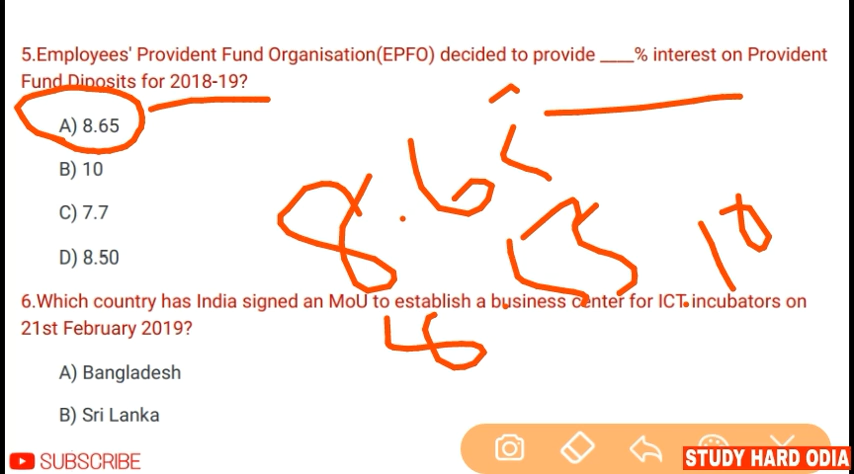 5.Employees' Provident Fund Organisation(EPFO) decided to provide ____% interest on Provident
Fund Diposits for 2018-19?
A) 8.65
B) 10
C) 7.7
D) 8.50
8.65
18
6.Which country has India signed an MoU to establish a business center for ICT incubators on
21st February 2019?
A) Bangladesh
B) Sri Lanka
SUBSCRIBE
STUDY HARD ODIA